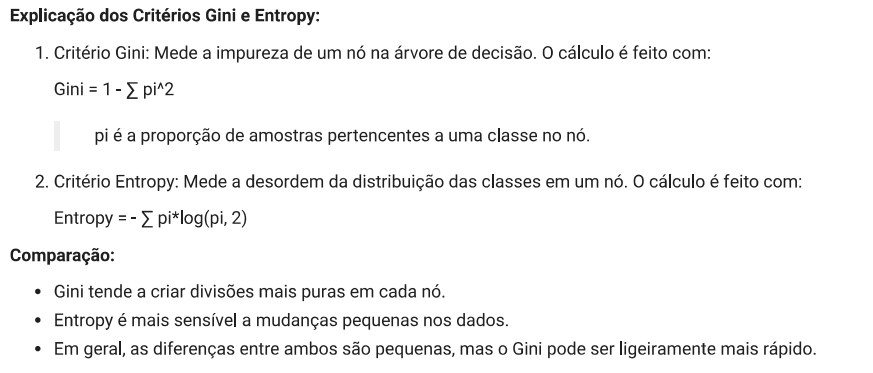 Explicação dos Critérios Gini e Entropy:
1. Critério Gini: Mede a impureza de um nó na árvore de decisão. O cálculo é feito com:
Gini = 1 - ∑ pi^2
pi é a proporção de amostras pertencentes a uma classe no nó.
2. Critério Entropy: Mede a desordem da distribuição das classes em um nó. O cálculo é feito com:
Entropy = - ∑ pi*log(pi, 2)
Comparação:
• Gini tende a criar divisões mais puras em cada nó.
• Entropy é mais sensível a mudanças pequenas nos dados.
• Em geral, as diferenças entre ambos são pequenas, mas o Gini pode ser ligeiramente mais rápido.